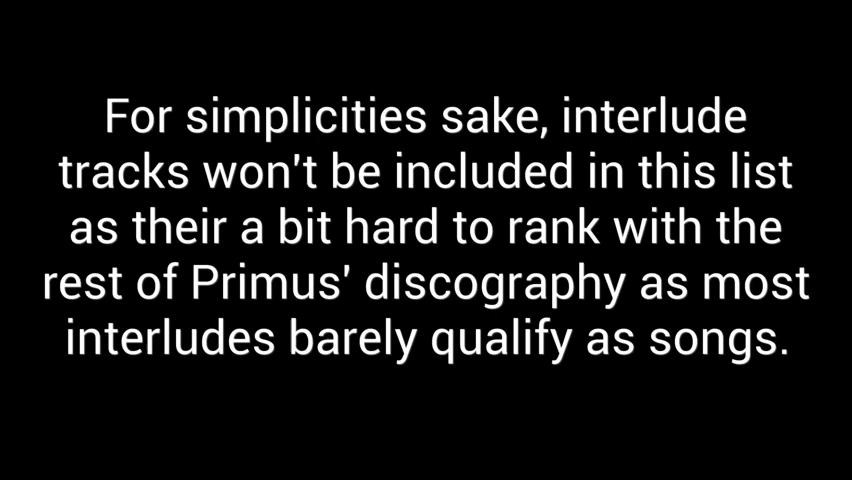 For simplicities sake, interlude
tracks won't be included in this list
as their a bit hard to rank with the
rest of Primus' discography as most
interludes barely qualify as songs.